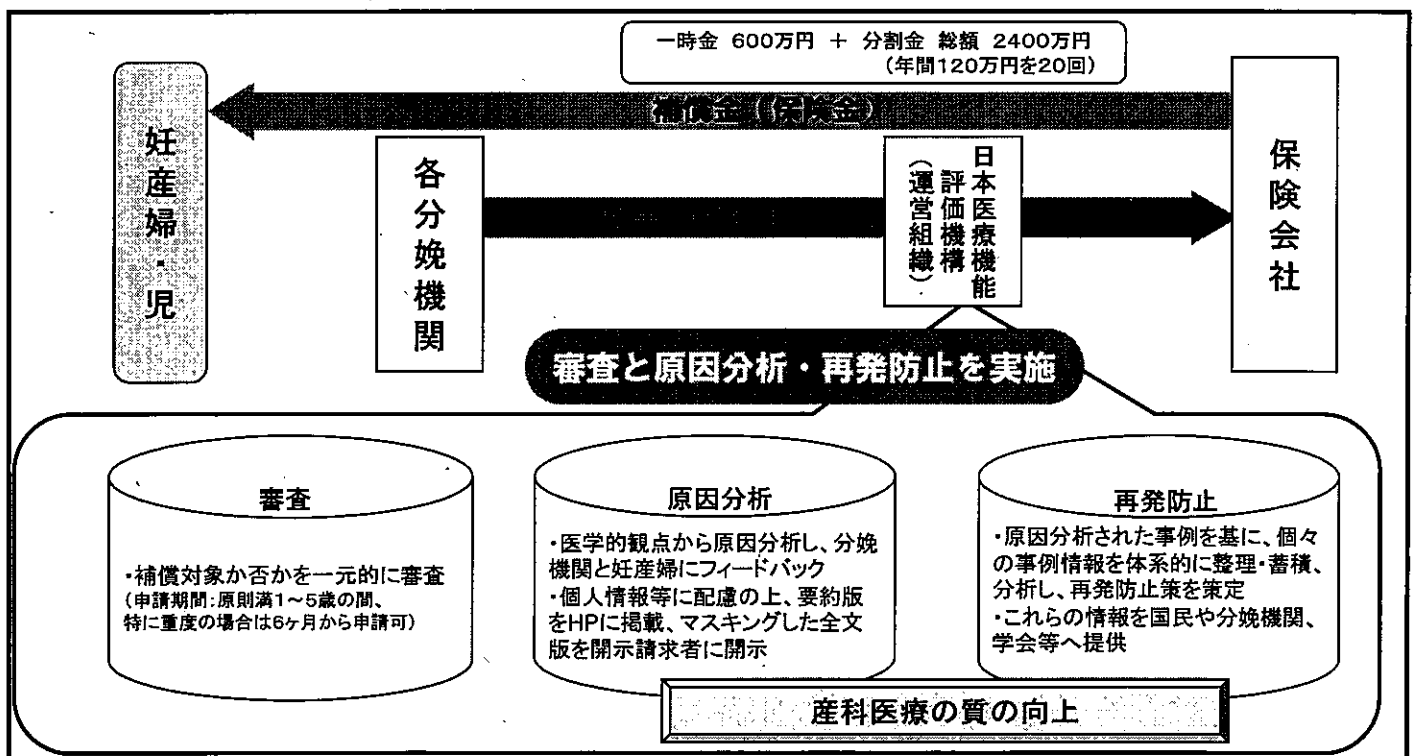 一時金 600万円 ＋ 分割金 総額 2400万円
（年間120万円を20回）
補償金（保険金）
妊産婦・児
各分娩機関
日本医療機能
評価機構
（運営組織）
保険会社
審査と原因分析・再発防止を実施
審査
・補償対象か否かを一元的に審査
（申請期間：原則満1～5歳の間、
特に重度の場合は6ヶ月から申請可）
原因分析
・医学的観点から原因分析し、分娩
機関と妊産婦にフィードバック
・個人情報等に配慮の上、要約版
をHPに掲載、マスキングした全文
版を開示請求者に開示
再発防止
・原因分析された事例を基に、個々
の事例情報を体系的に整理・蓄積、
分析し、再発防止策を策定
・これらの情報を国民や分娩機関、
学会等へ提供
産科医療の質の向上